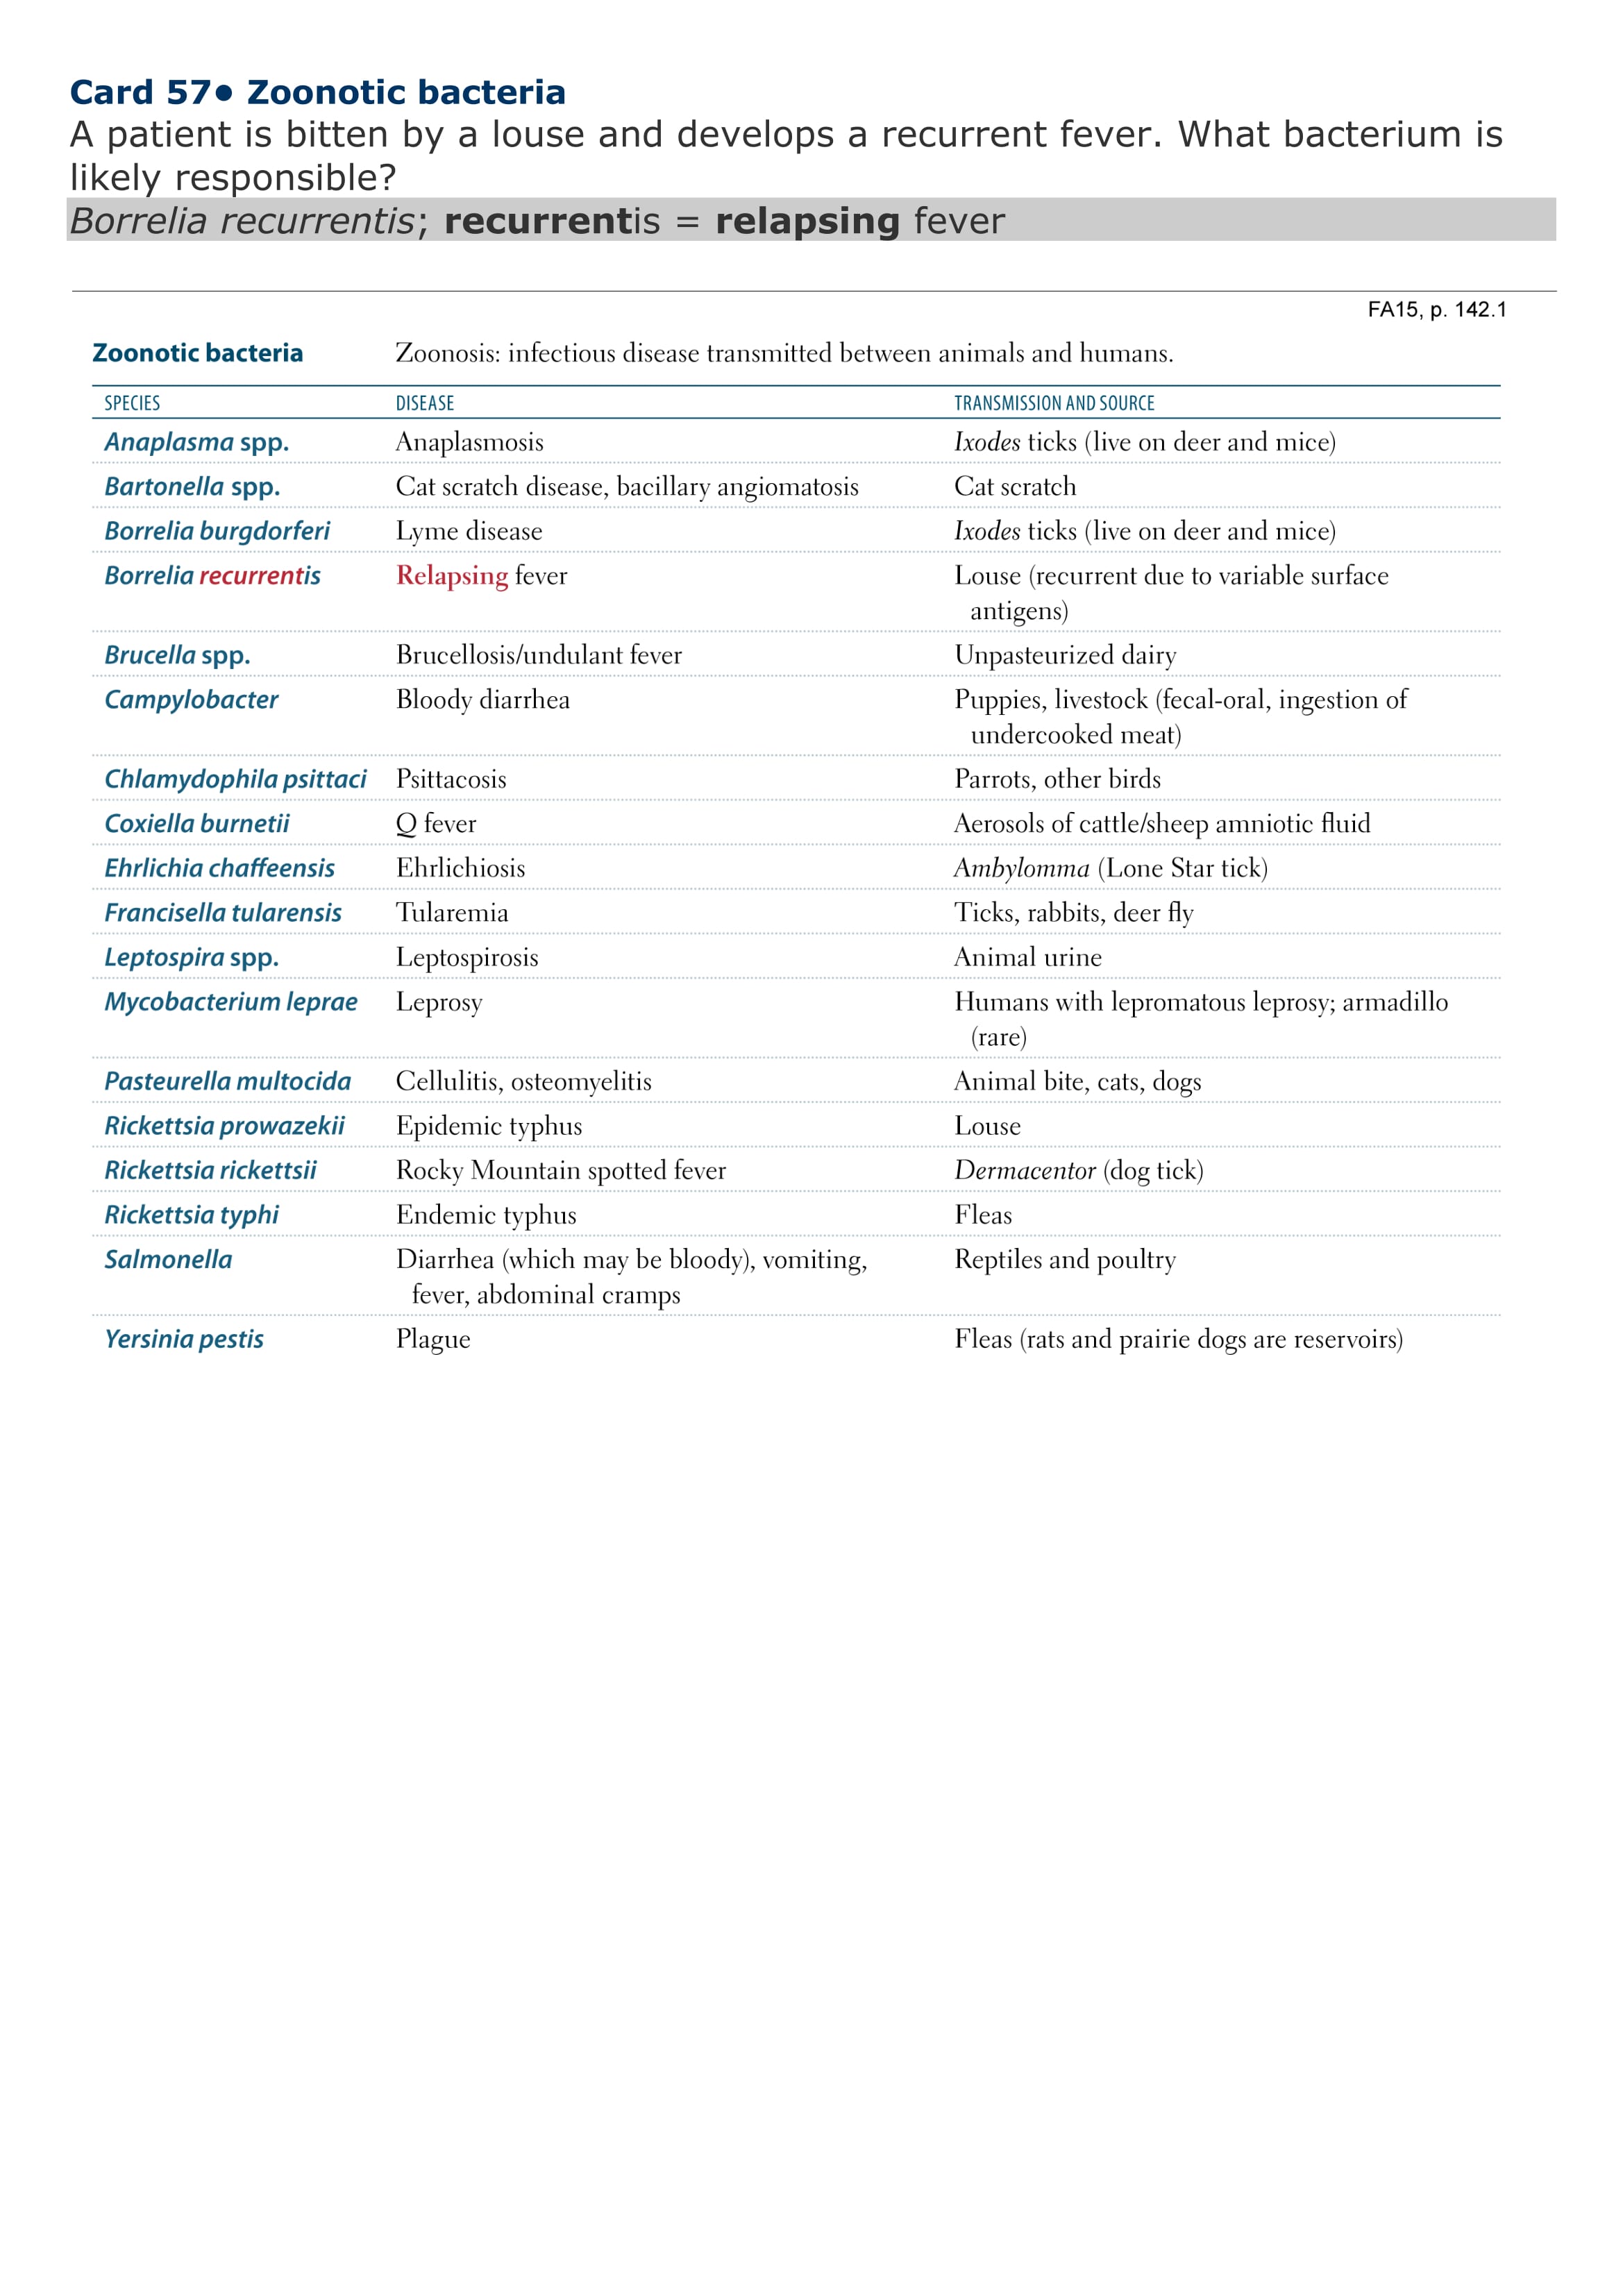 Card 57● Zoonotic bacteria
A patient is bitten by a louse and develops a recurrent fever. What bacterium is
likely responsible?
Borrelia recurrentis; recurrentis = relapsing fever
FA15, p. 142.1
Zoonotic bacteria Zoonosis: infectious disease transmitted between animals and humans.
SPECIES DISEASE TRANSMISSION AND SOURCE
Anaplasma spp. Anaplasmosis Ixodes ticks (live on deer and mice)
Bartonella spp. Cat scratch disease, bacillary angiomatosis Cat scratch
Borrelia burgdorferi Lyme disease Ixodes ticks (live on deer and mice)
Borrelia recurrentis Relapsing fever Louse (recurrent due to variable surface
antigens)
Brucella spp. Brucellosis/undulant fever Unpasteurized dairy
Campylobacter Bloody diarrhea Puppies, livestock (fecal-oral, ingestion of
undercooked meat)
Chlamydophila psittaci Psittacosis Parrots, other birds
Coxiella burnetii Q fever Aerosols of cattle/sheep amniotic fluid
Ehrlichia chaffeensis Ehrlichiosis Ambylomma (Lone Star tick)
Francisella tularensis Tularemia Ticks, rabbits, deer fly
Leptospira spp. Leptospirosis Animal urine
Mycobacterium leprae Leprosy Humans with lepromatous leprosy; armadillo
(rare)
Pasteurella multocida Cellulitis, osteomyelitis Animal bite, cats, dogs
Rickettsia prowazekii Epidemic typhus Louse
Rickettsia rickettsii Rocky Mountain spotted fever Dermacentor (dog tick)
Rickettsia typhi Endemic typhus Fleas
Salmonella Diarrhea (which may be bloody), vomiting, Reptiles and poultry
fever, abdominal cramps
Yersinia pestis Plague Fleas (rats and prairie dogs are reservoirs)